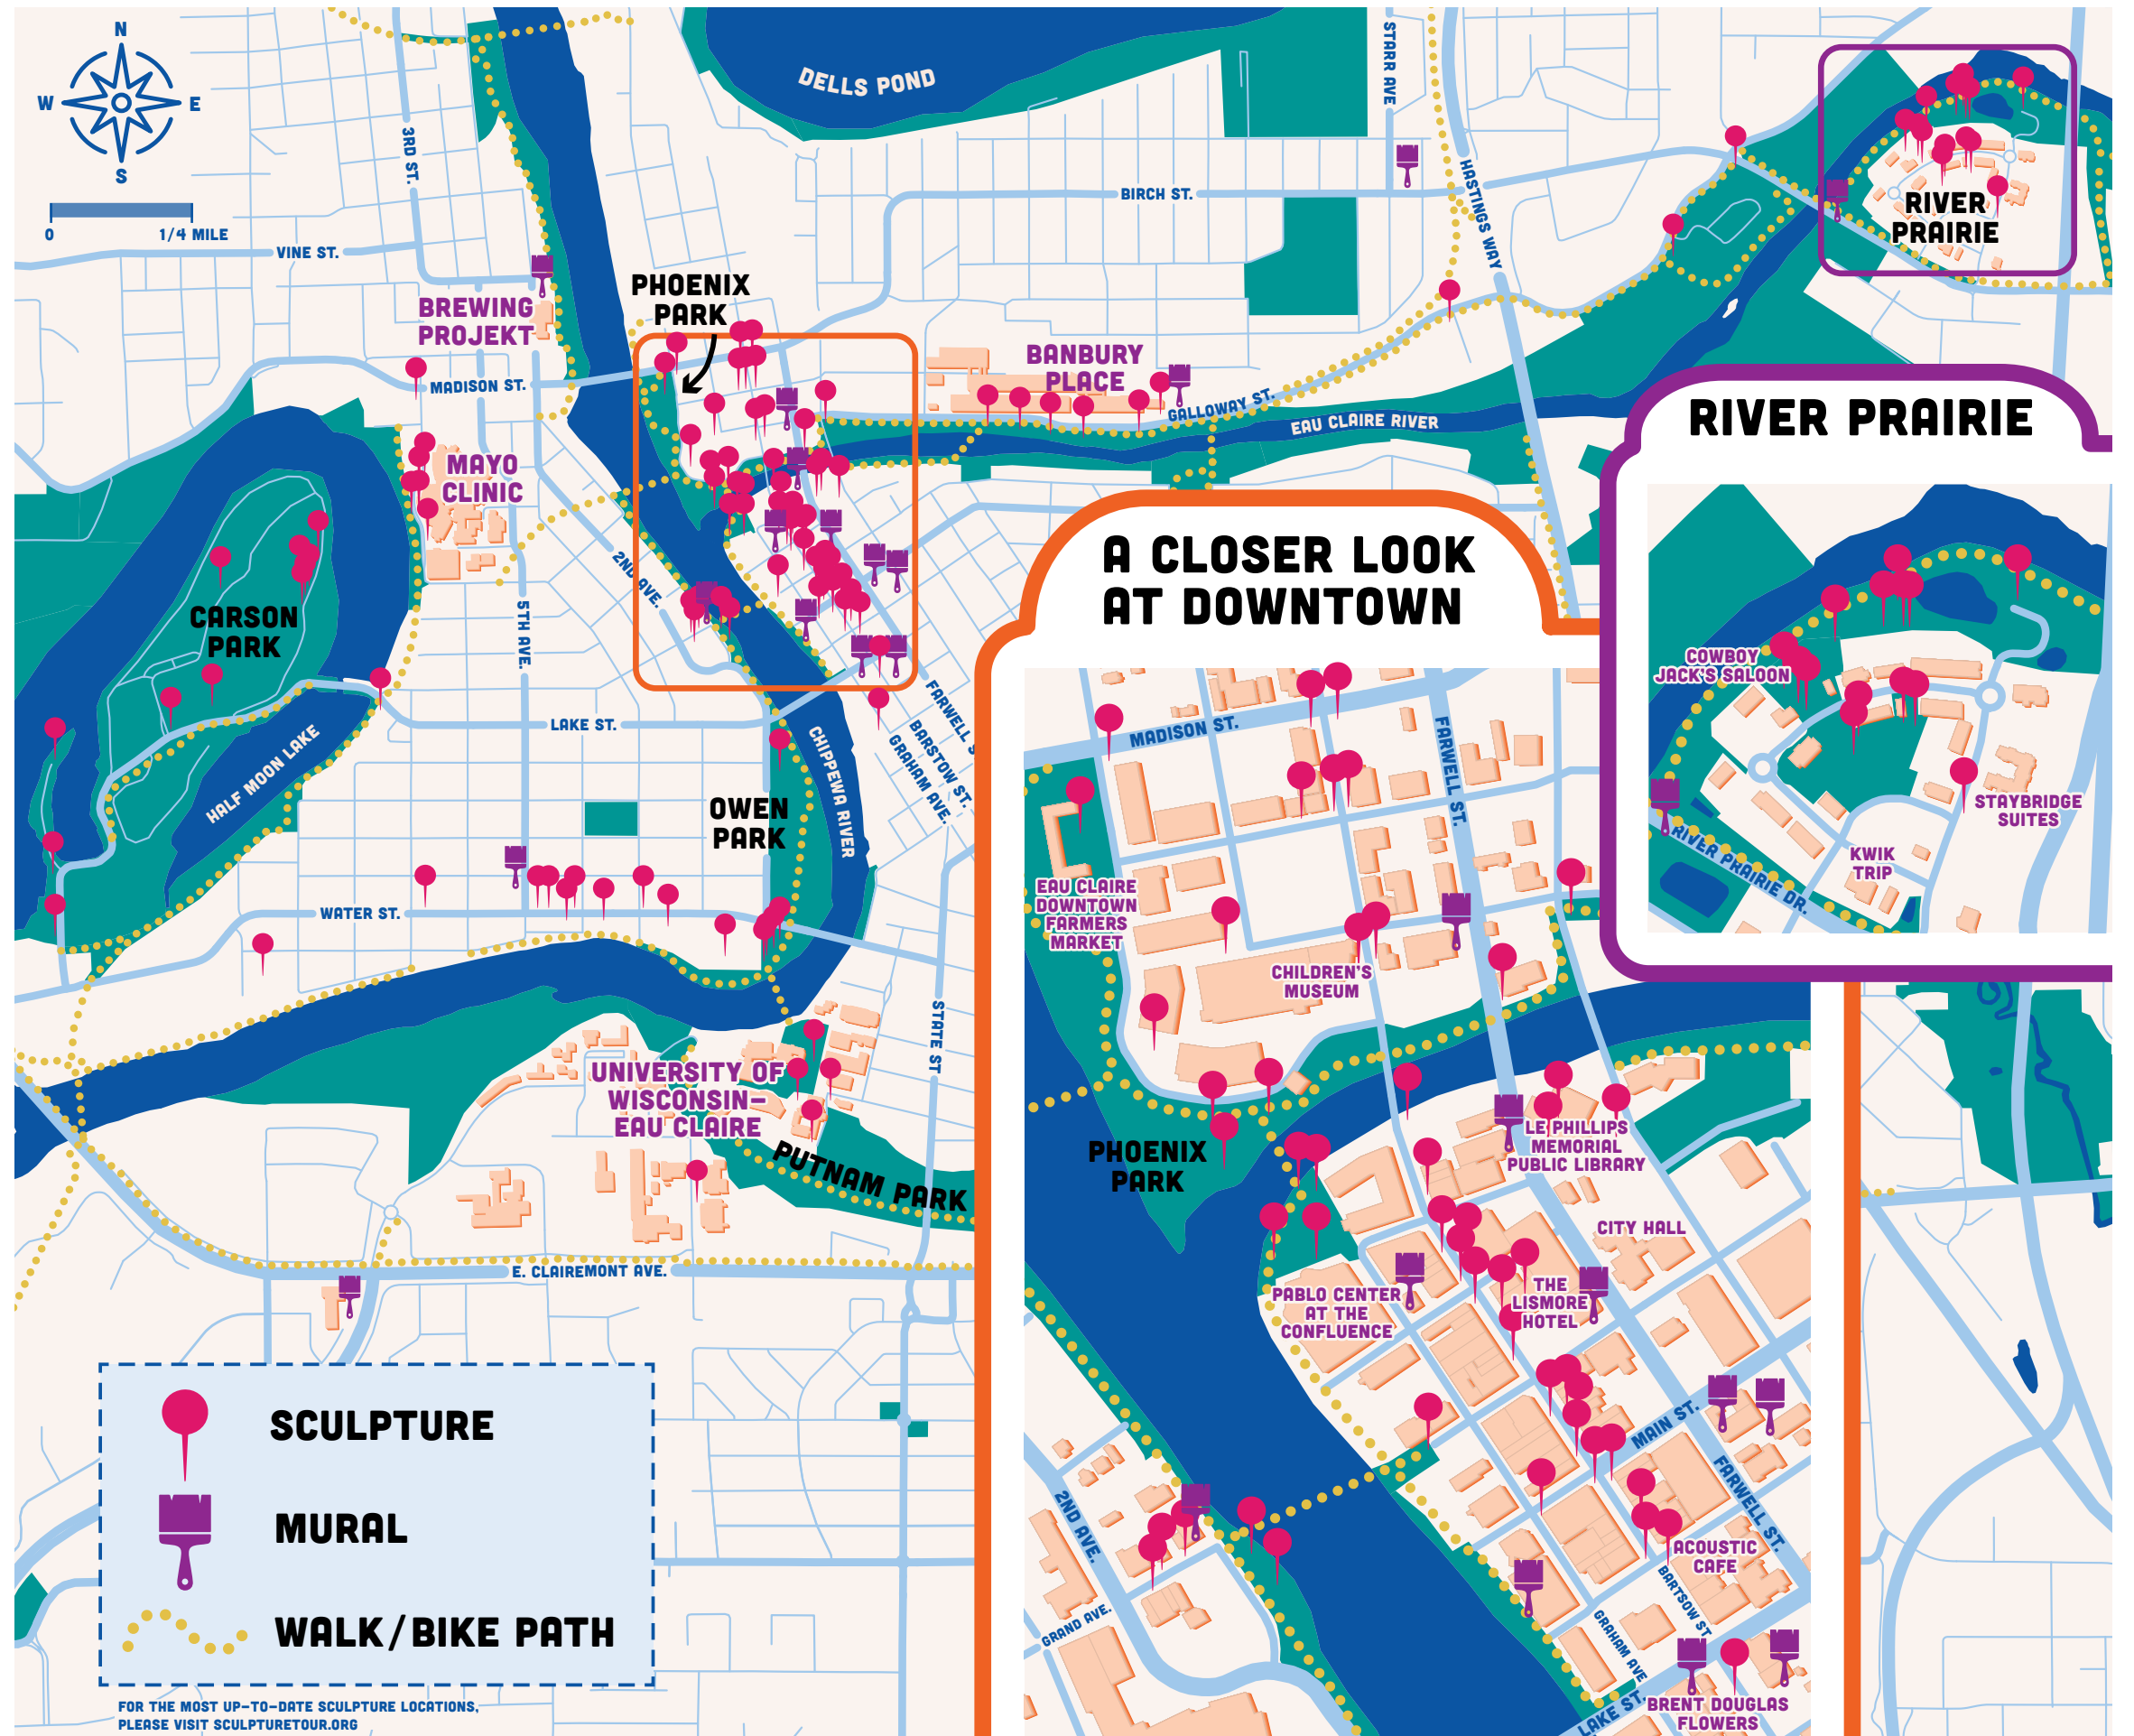 N
W
E
S
0
1/4 MILE
3RD ST.
VINE ST.
DELLS POND
STARR AVE
BIRCH ST.
HASTINGS WAY
RIVER
PRAIRIE
BREWING
PROJEKT
PHOENIX
PARK
MADISON ST.
BANBURY
PLACE
GALLOWAY ST.
EAU CLAIRE RIVER
MAYO
CLINIC
2ND AVE.
5TH AVE.
CARSON
PARK
HALF MOON LAKE
LAKE ST.
FARWELL S
BARSTOW ST.
GRAHAM AVE.
CHIPPEWA RIVER
OWEN
PARK
WATER ST.
STATE ST
UNIVERSITY OF
WISCONSIN–
EAU CLAIRE
PUTNAM PARK
E. CLAIREMONT AVE.
SCULPTURE
MURAL
WALK/BIKE PATH
FOR THE MOST UP-TO-DATE SCULPTURE LOCATIONS,
PLEASE VISIT SCULPTURETOUR.ORG
RIVER PRAIRIE
COWBOY
JACK'S SALOON
STAYBRIDGE
SUITES
KWIK
TRIP
RIVER PRAIRIE DR.
A CLOSER LOOK
AT DOWNTOWN
MADISON ST.
FARWELL ST.
EAU CLAIRE
DOWNTOWN
FARMERS
MARKET
CHILDREN'S
MUSEUM
PHOENIX
PARK
LE PHILLIPS
MEMORIAL
PUBLIC LIBRARY
CITY HALL
PABLO CENTER
AT THE
CONFLUENCE
THE
LISMORE
HOTEL
MAIN ST.
FARWELL ST.
2ND AVE.
GRAND AVE.
ACOUSTIC
CAFE
BARTSOW ST
GRAHAM AVE
LAKE ST.
BRENT DOUGLAS
FLOWERS